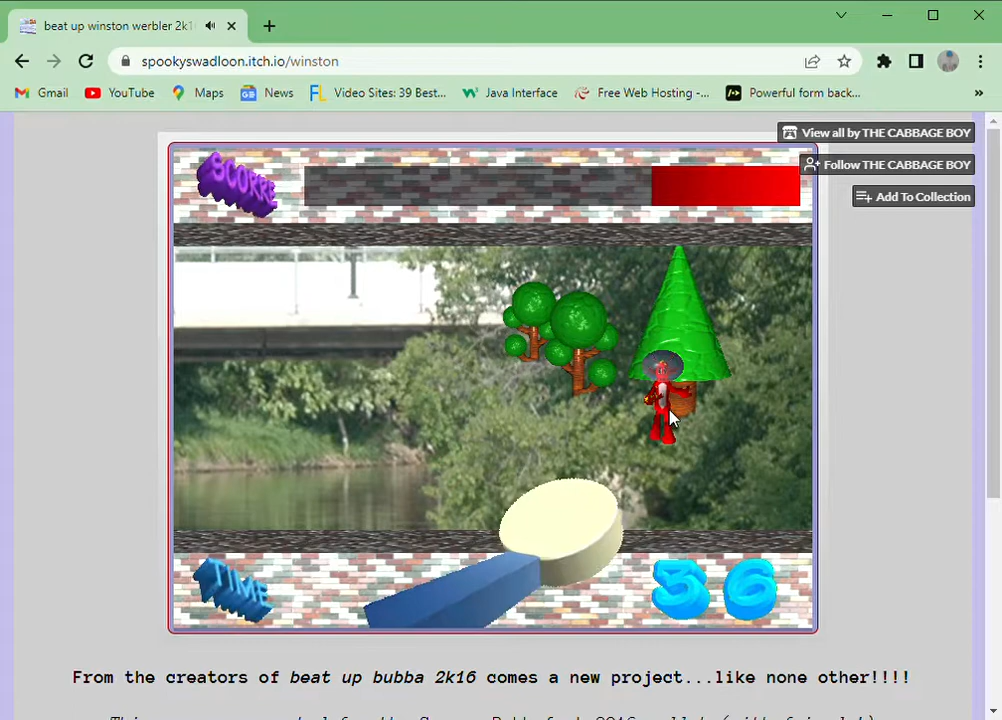 beat up winston werbler 2k1
spookyswadloon.itch.io/winston
Gmail YouTube Maps News Video Sites: 39 Best... Java Interface Free Web Hosting -... Powerful form back... »
View all by THE CABBAGE BOY
Follow THE CABBAGE BOY
Add To Collection
SCORRE
TIME
36
From the creators of beat up bubba 2k16 comes a new project...like none other!!!!